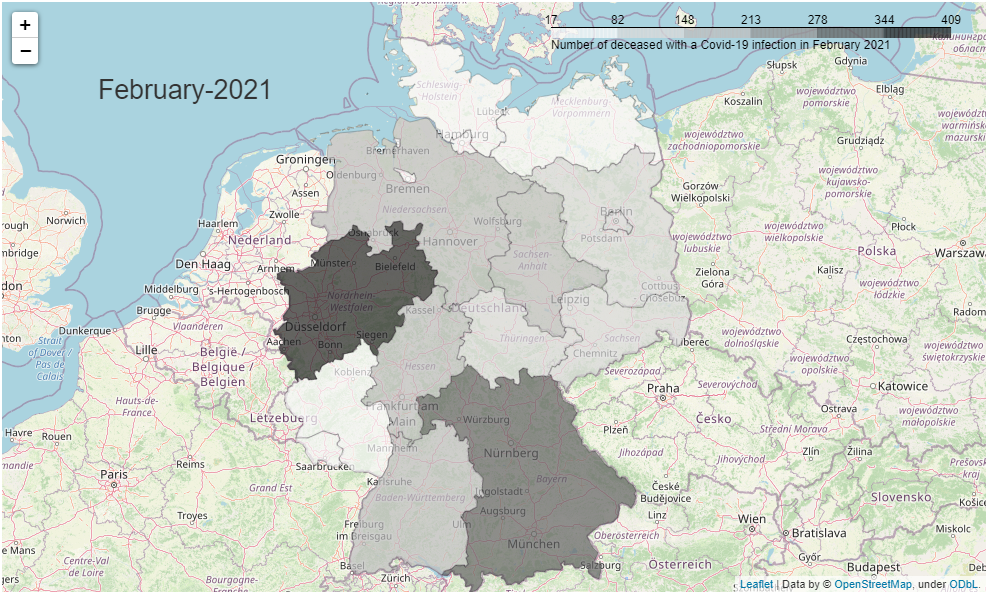 +
−
February-2021
17 82 148 213 278 344 409
Number of deceased with a Covid-19 infection in February 2021
Калининград
област
Gdynia
Słupsk
Elbląg
Koszalin
województwo
pomorskie
województwo
zachodniopomorskie
województwo
warmińsko-
mazurskie
Grudziądz
województwo
kujawsko-
pomorskie
Schleswig-
Holstein
Lübeck
Mecklenburg-
Vorpommern
Hamburg
Bremerhaven
Groningen
Oldenburg
Bremen
Assen
Niedersachsen
Zwolle
Norwich
Haarlem
Nederland
Den Haag
Arnhem
's-Hertogenbosch
Middelburg
Brugge
Osnabrück
Hannover
Wolfsburg
Berlin
Potsdam
Sachsen-
Anhalt
Gorzów
Wielkopolski
województwo
lubuskie
województwo
wielkopolskie
Płock
Polska
Warszawa
Zielona
Góra
Kalisz
województwo
łódzkie
Radom
Münster
Bielefeld
Nordrhein-
Westfalen
Düsseldorf
Siegen
Aachen
Bonn
Kassel
Deutschland
Leipzig
Cottbus
Chóśebuz
Thüringen
Sachsen
Chemnitz
Hessen
Dunkerque
Strait
of Dover /
Pas de
Calais
Vlaanderen
Lille
België /
Belgique /
Belgien
Hauts-de-
France
Koblenz
Lëtzebuerg
Frankfurt am
Main
Mannheim
Saarbrücken
Karlsruhe
Baden-Württemberg
Ulm
Freiburg
im Breisgau
Basel
Zürich
Würzburg
Nürnberg
Bayern
Ingolstadt
Augsburg
München
Salzburg
Havre
Rouen
Reims
Paris
Grand Est
Troyes
Le Mans
Centre-Val
de Loire
Bourgogne-
województwo
dolnośląskie
Częstochowa
województwo
opolskie
województwo
świętokrzyskie
Katowice
Severozápad
Severovýchod
Praha
Ostrava
województwo
małopolskie
Česko
Plzeň
Střední Morava
Jihozápad
Jihovýchod
Zlín
Žilina
České
Budějovice
Slovensko
Linz
Wien
Bratislava
Miskolc
Oberösterreich
Győr
Budapest
Österreich
Leaflet | Data by © OpenStreetMap, under ODbL.